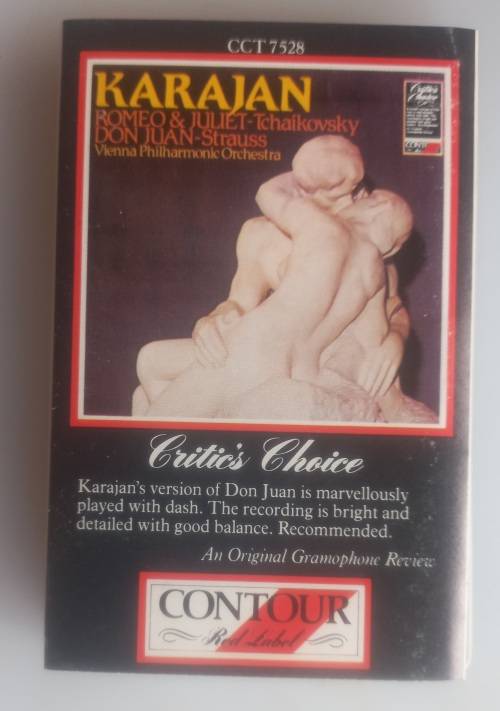 CCT 7528
KARAJAN
ROMEO & JULIET-Tchaikovsky
DON JUAN-Strauss
Vienna Philharmonic Orchestra
Critic's
Choice
Critic's Choice
Karajan's version of Don Juan is marvellously
played with dash. The recording is bright and
detailed with good balance. Recommended.
An Original Gramophone Review
CONTOUR
Red Label